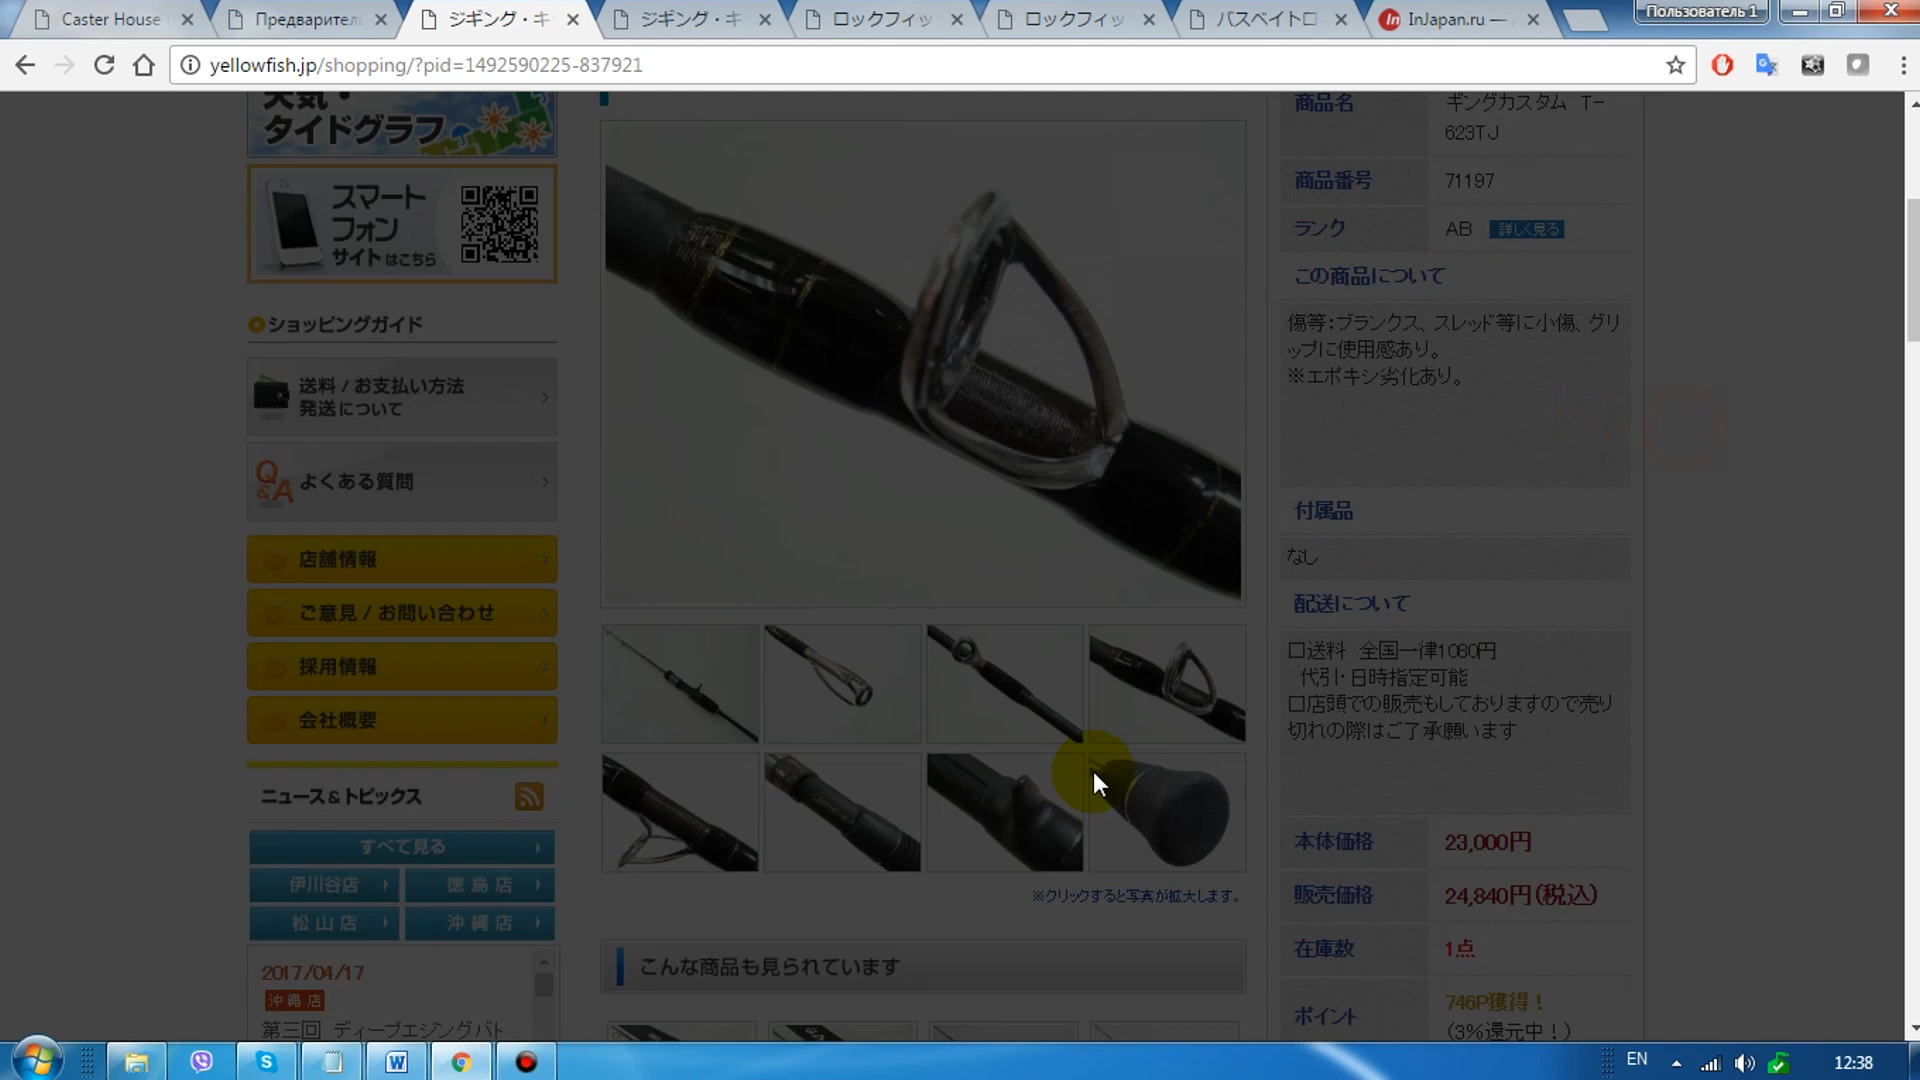 Caster House
Предварител
ジギング・キ
ジギング・キ
ロックフィッ
ロックフィッ
バスベイトロ
In
InJapan.ru —
Пользователь 1
yellowfish.jp/shopping/?pid=1492590225-837921
天気・
タイドグラフ
スマート
フォン
サイトはこちら
ショッピングガイド
送料 / お支払い方法
発送について
Q&A よくある質問
店舗情報
ご意見 / お問い合わせ
採用情報
会社概要
ニュース&トピックス
すべて見る
伊川谷店
徳島店
松山店
沖縄店
2017/04/17
沖縄店
第三回 ディープエジングバト
※クリックすると写真が拡大します。
こんな商品も見られています
商品名
ギングカスタム T-
623TJ
商品番号
71197
ランク
AB 詳しく見る
この商品について
傷等:ブランクス、スレッド等に小傷、グリ
ップに使用感あり。
※エポキシ劣化あり。
付属品
なし
配送について
□送料 全国一律1080円
代引・日時指定可能
□店頭での販売もしておりますので売り
切れの際はご了承願います
本体価格
23,000円
販売価格
24,840円(税込)
在庫数
1点
ポイント
746P獲得！
(3%還元中！)
EN
12:38